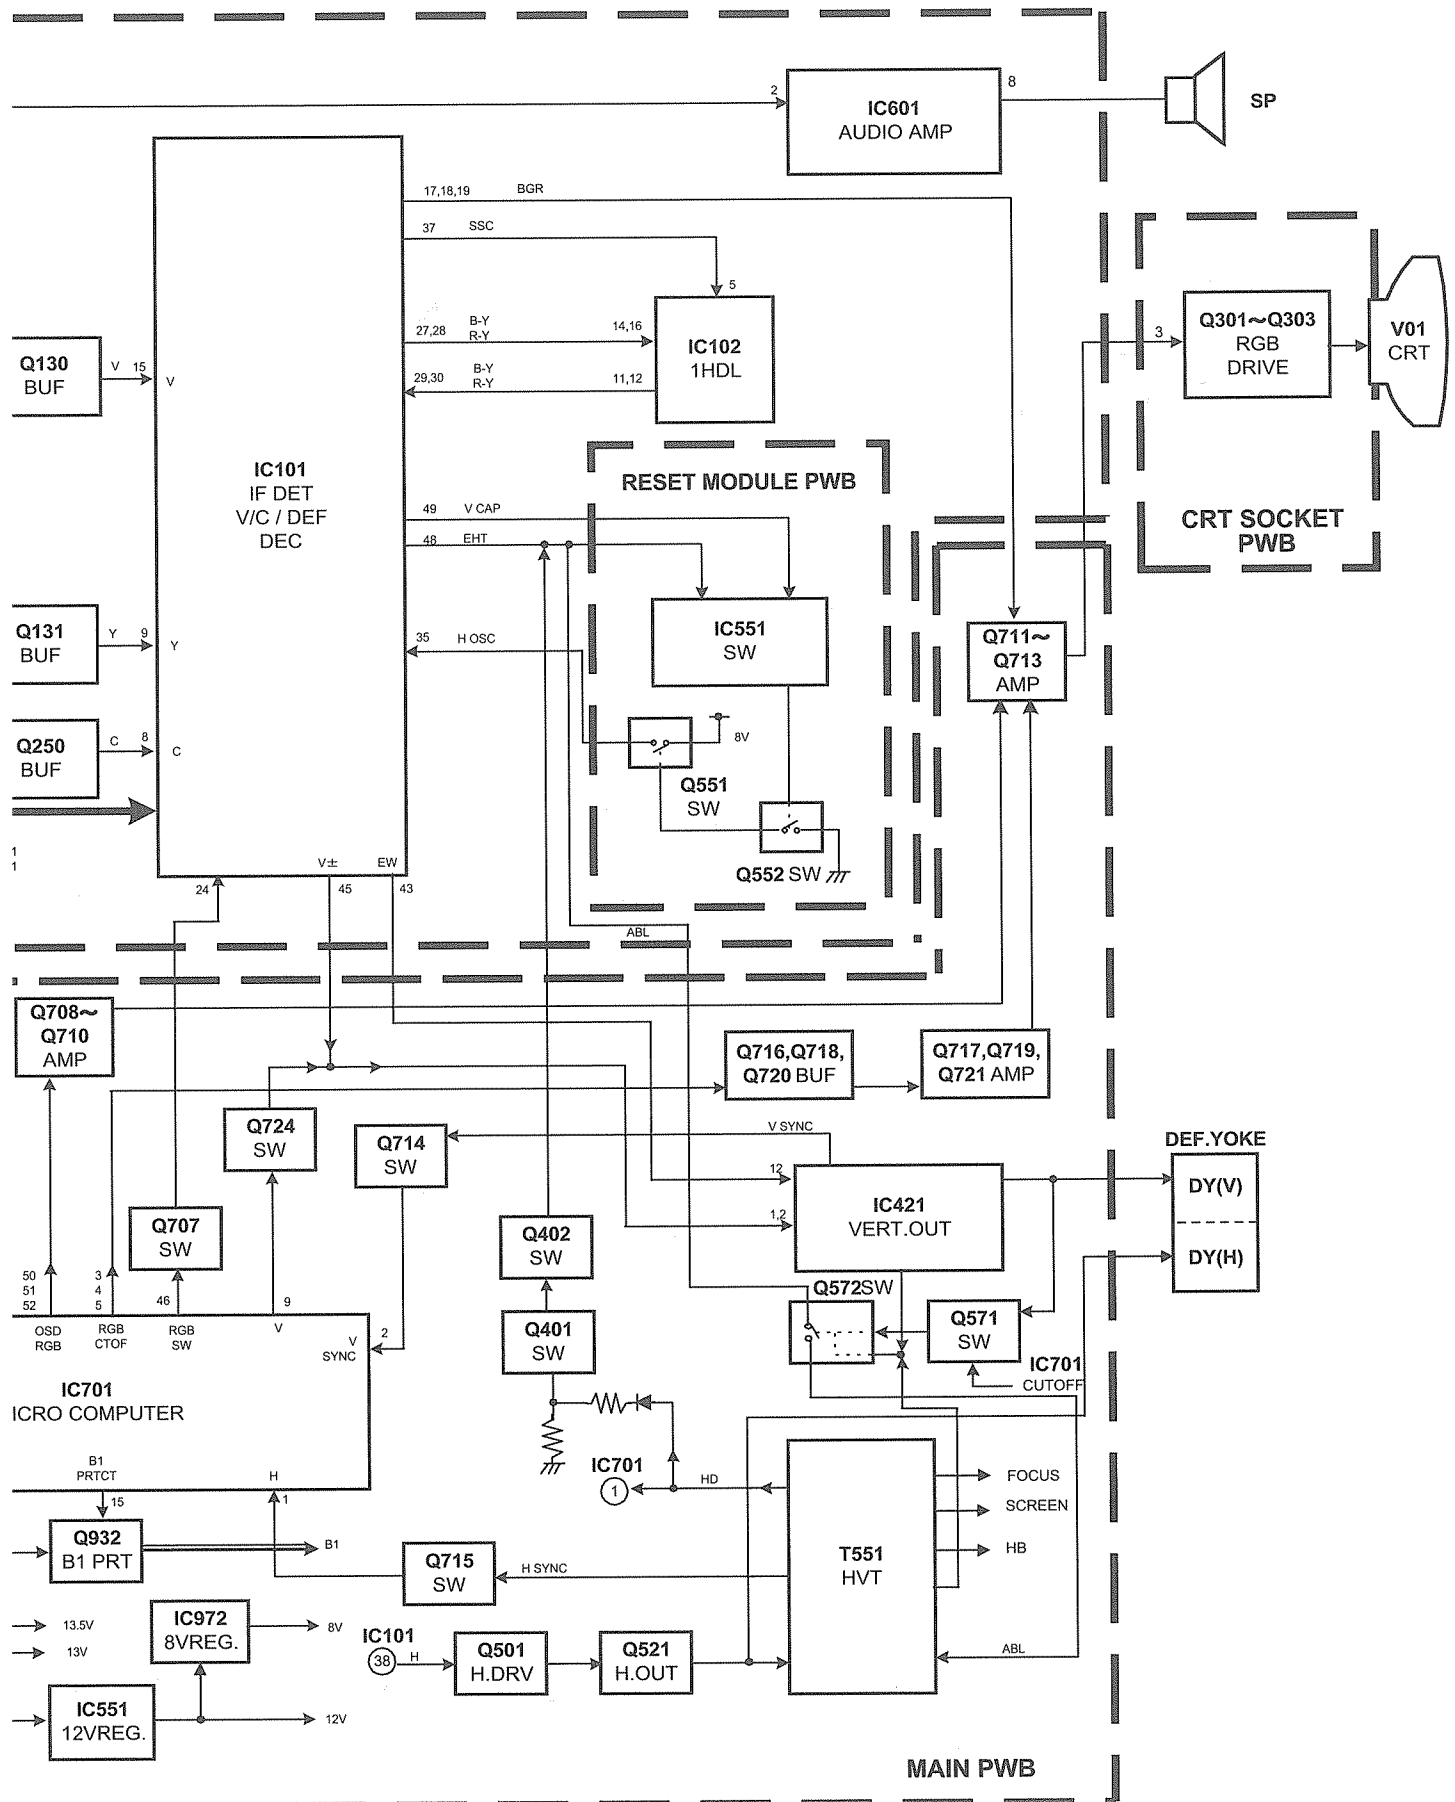 2
IC601
AUDIO AMP
8
SP
17,18,19
BGR
37
SSC
5
27,28
B-Y
R-Y
14,16
IC102
1HDL
29,30
B-Y
R-Y
11,12
Q130
BUF
V
15
V
IC101
IF DET
V/C / DEF
DEC
3
Q301～Q303
RGB
DRIVE
V01
CRT
CRT SOCKET
PWB
RESET MODULE PWB
49
V CAP
48
EHT
35
H OSC
IC551
SW
8V
Q551
SW
Q552 SW
Q131
BUF
Y
9
Y
Q250
BUF
C
8
C
1
1
Q711～
Q713
AMP
24
V±
45
EW
43
ABL
Q708～
Q710
AMP
Q716,Q718,
Q720 BUF
Q717,Q719,
Q721 AMP
Q724
SW
Q714
SW
V SYNC
12
1,2
IC421
VERT.OUT
DEF.YOKE
DY(V)
DY(H)
Q707
SW
Q402
SW
Q401
SW
Q572SW
Q571
SW
IC701
CUTOFF
50
51
52
3
4
5
46
9
OSD
RGB
RGB
CTOF
RGB
SW
V
V
SYNC
2
IC701
ICRO COMPUTER
B1
PRTCT
H
15
1
IC701
1
HD
Q932
B1 PRT
B1
Q715
SW
H SYNC
T551
HVT
FOCUS
SCREEN
HB
ABL
13.5V
13V
IC972
8VREG.
8V
IC101
38
H
Q501
H.DRV
Q521
H.OUT
IC551
12VREG.
12V
MAIN PWB